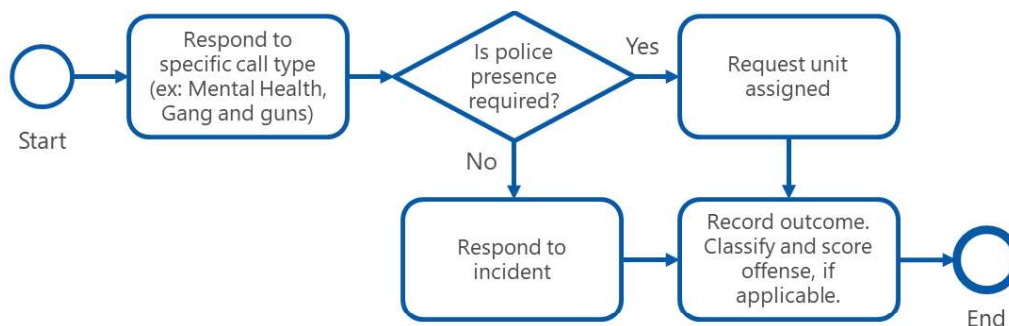 Start
Respond to
specific call type
(ex: Mental Health,
Gang and guns)
Is police
presence
required?
Yes
Request unit
assigned
No
Respond to
incident
Record outcome.
Classify and score
offense, if
applicable.
End